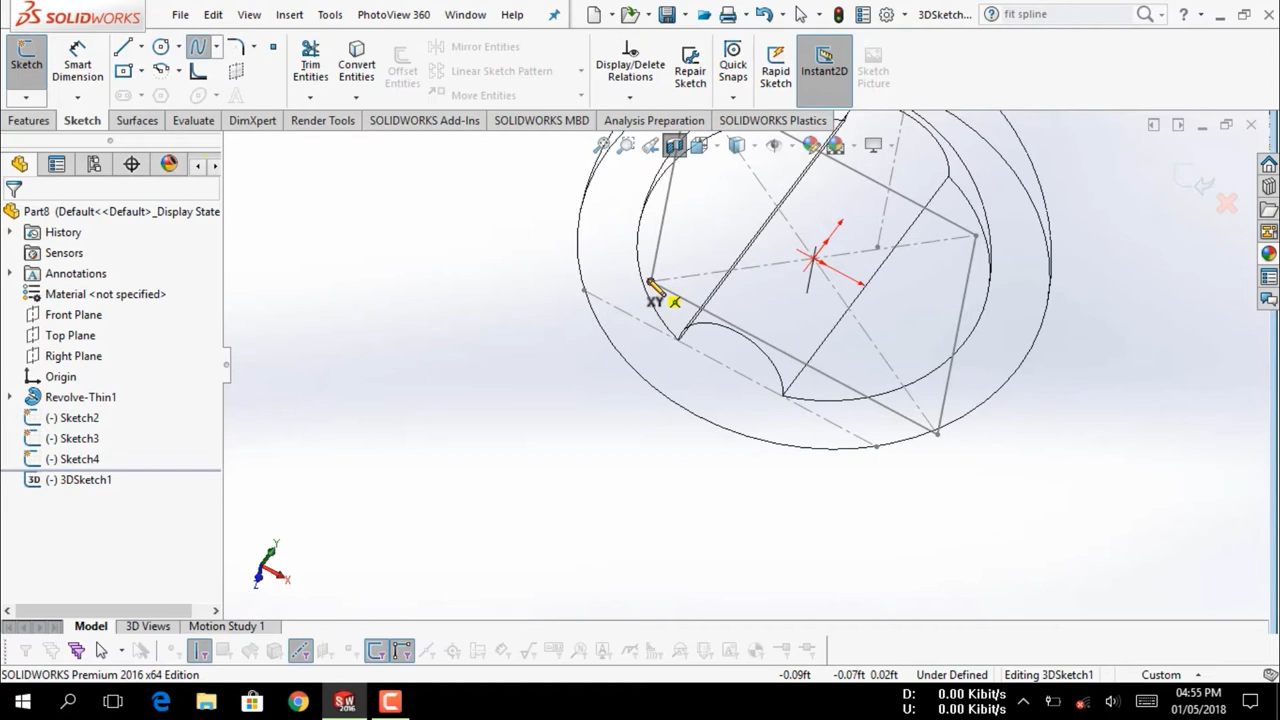 SOLIDWORKS File Edit View Insert Tools PhotoView 360 Window Help 3DSketch... fit spline ?
Sketch
Smart Dimension
Trim Entities
Convert Entities
Offset Entities
Mirror Entities
Linear Sketch Pattern
Move Entities
Display/Delete Relations
Repair Sketch
Quick Snaps
Rapid Sketch
Instant2D
Sketch Picture
Features Sketch Surfaces Evaluate DimXpert Render Tools SOLIDWORKS Add-Ins SOLIDWORKS MBD Analysis Preparation SOLIDWORKS Plastics
Part8 (Default<<Default>_Display State
History
Sensors
Annotations
Material <not specified>
Front Plane
Top Plane
Right Plane
Origin
Revolve-Thin1
(-) Sketch2
(-) Sketch3
(-) Sketch4
3D (-) 3DSketch1
XY
Y
X
Z
Model 3D Views Motion Study 1
SOLIDWORKS Premium 2016 x64 Edition -0.09ft -0.07ft 0.02ft Under Defined Editing 3DSketch1 Custom
D: 0.00 Kibit/s
U: 0.00 Kibit/s
04:55 PM
01/05/2018